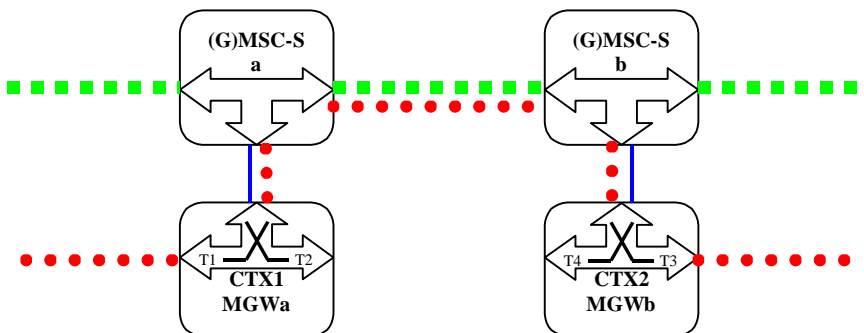 (G)MSC-S
a
(G)MSC-S
b
T1 T2
CTX1
MGWa
T4 T3
CTX2
MGWb